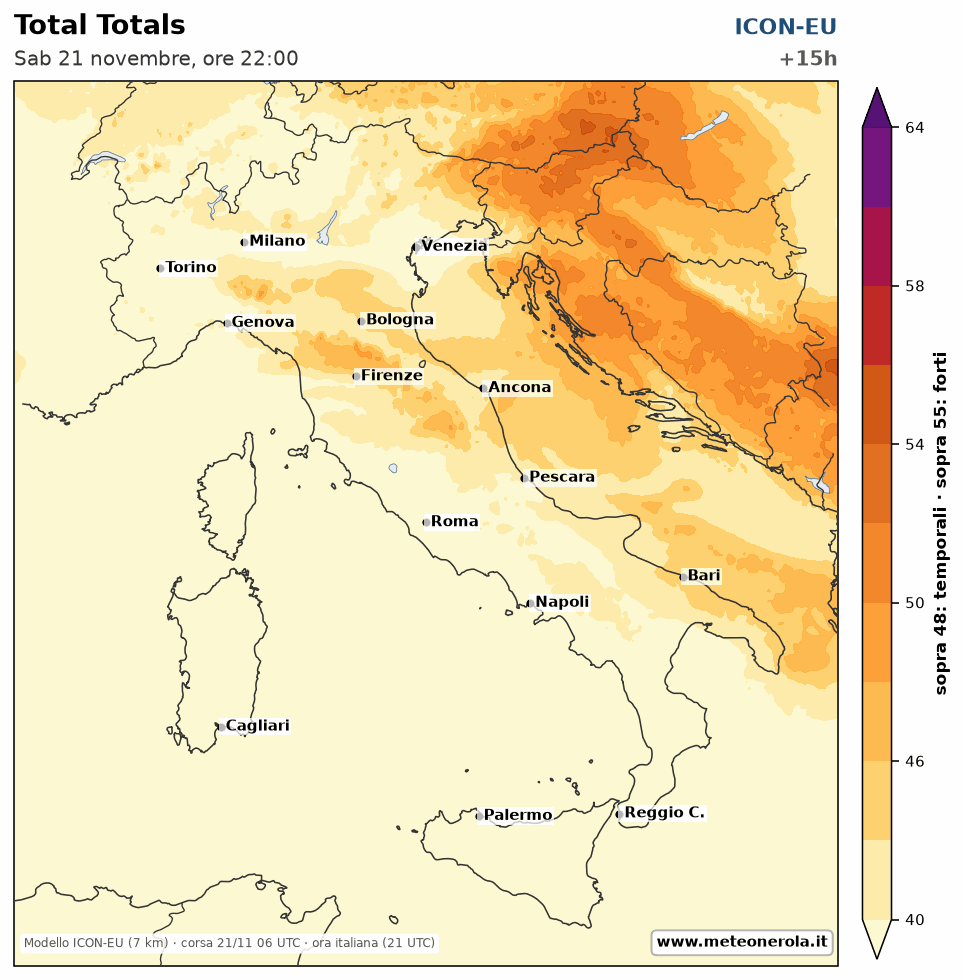 Total Totals
ICON-EU
Sab 21 novembre, ore 22:00
+15h
64
58
54
50
46
40
sopra 48: temporali · sopra 55: forti
Milano
Venezia
Torino
Genova
Bologna
Firenze
Ancona
Pescara
Roma
Bari
Napoli
Cagliari
Palermo
Reggio C.
Modello ICON-EU (7 km) · corsa 21/11 06 UTC · ora italiana (21 UTC)
www.meteonerola.it